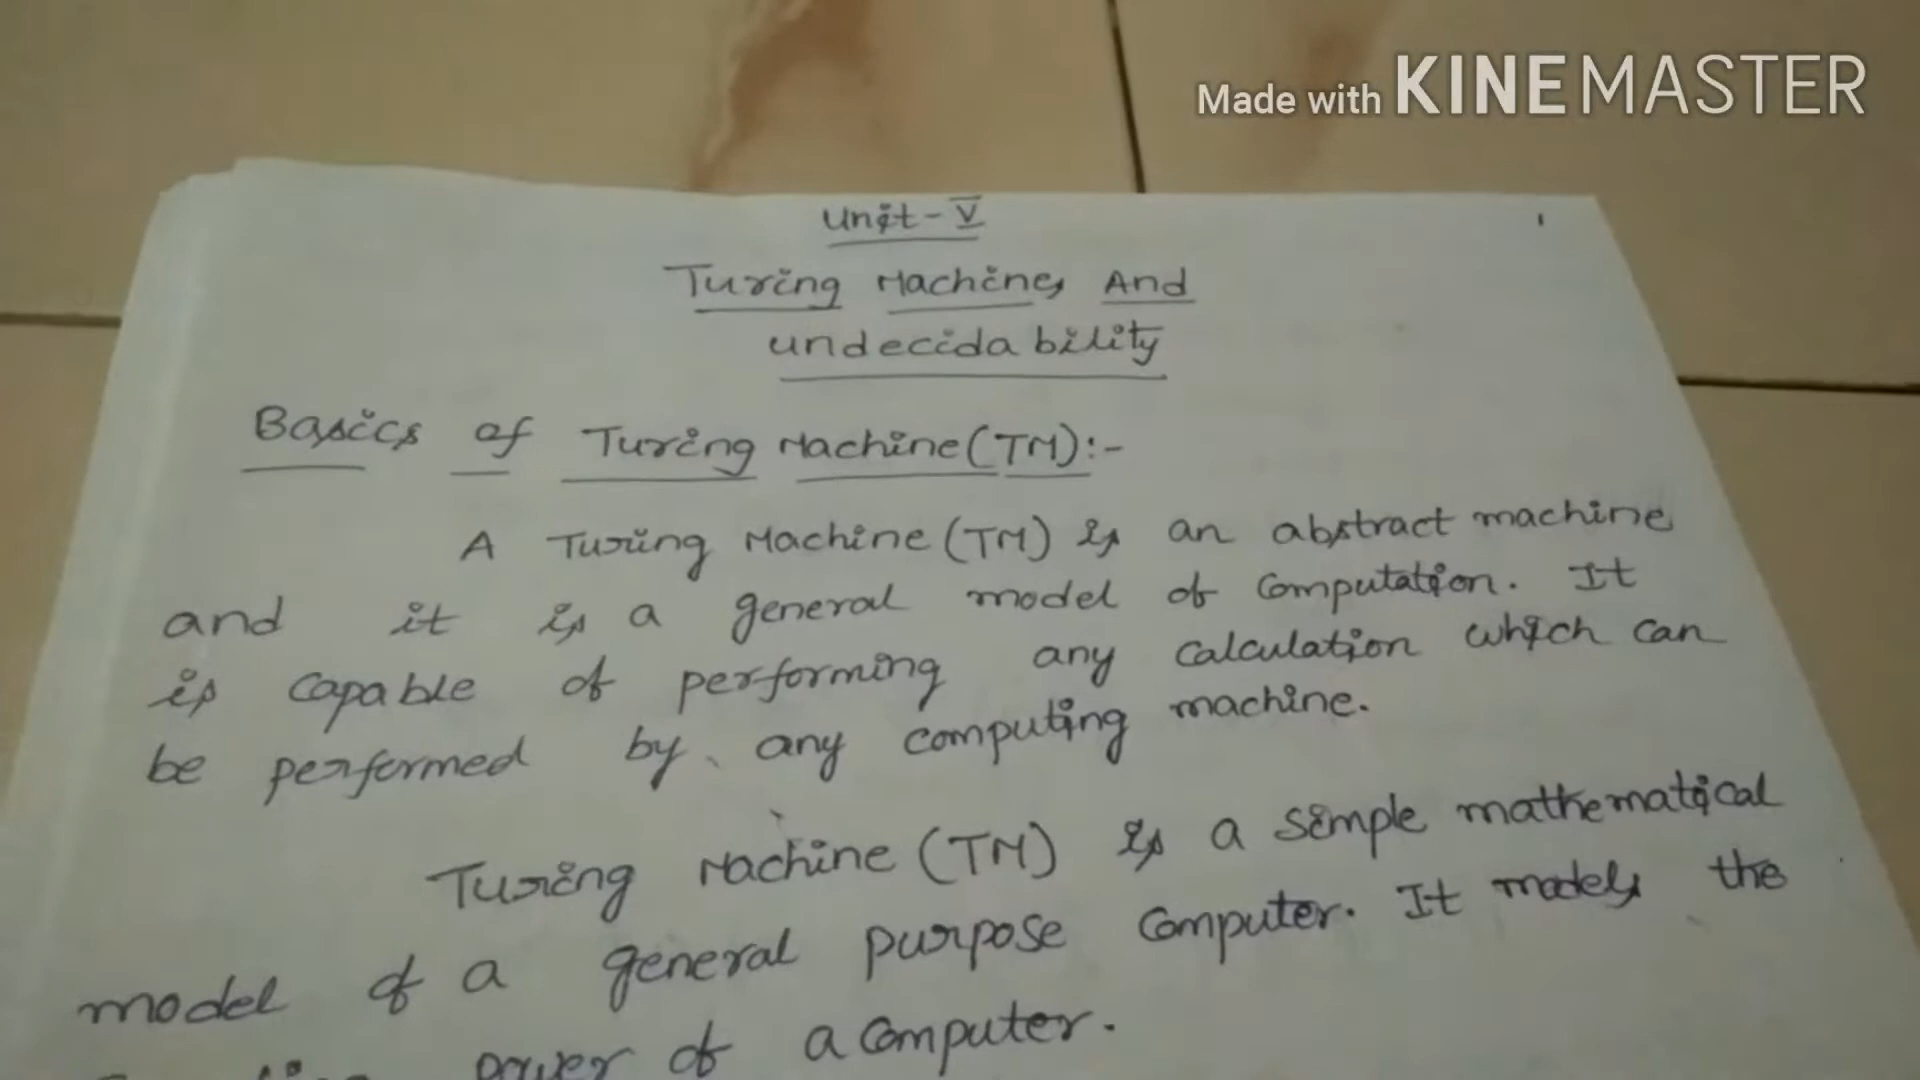 Made with KINEMASTER
Unit - V
1
Turing Machines And
undecidability
Basics of Turing Machine (TM):-
A Turing Machine (TM) is an abstract machine
and it is a general model of computation. It
is capable of performing any calculation which can
be performed by any computing machine.
Turing Machine (TM) is a simple mathematical
model of a general purpose computer. It models the
power of a computer.